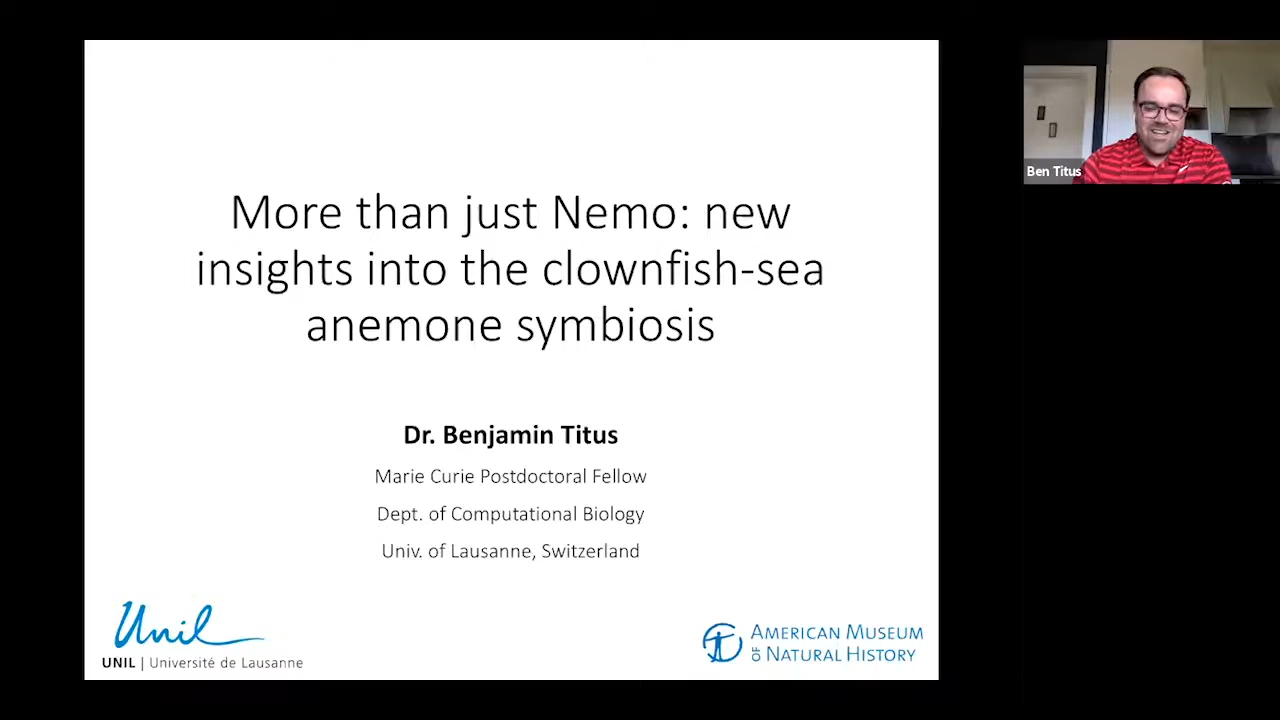 More than just Nemo: new
insights into the clownfish-sea
anemone symbiosis
Dr. Benjamin Titus
Marie Curie Postdoctoral Fellow
Dept. of Computational Biology
Univ. of Lausanne, Switzerland
Unil
UNIL | Université de Lausanne
AMERICAN MUSEUM
OF NATURAL HISTORY
Ben Titus